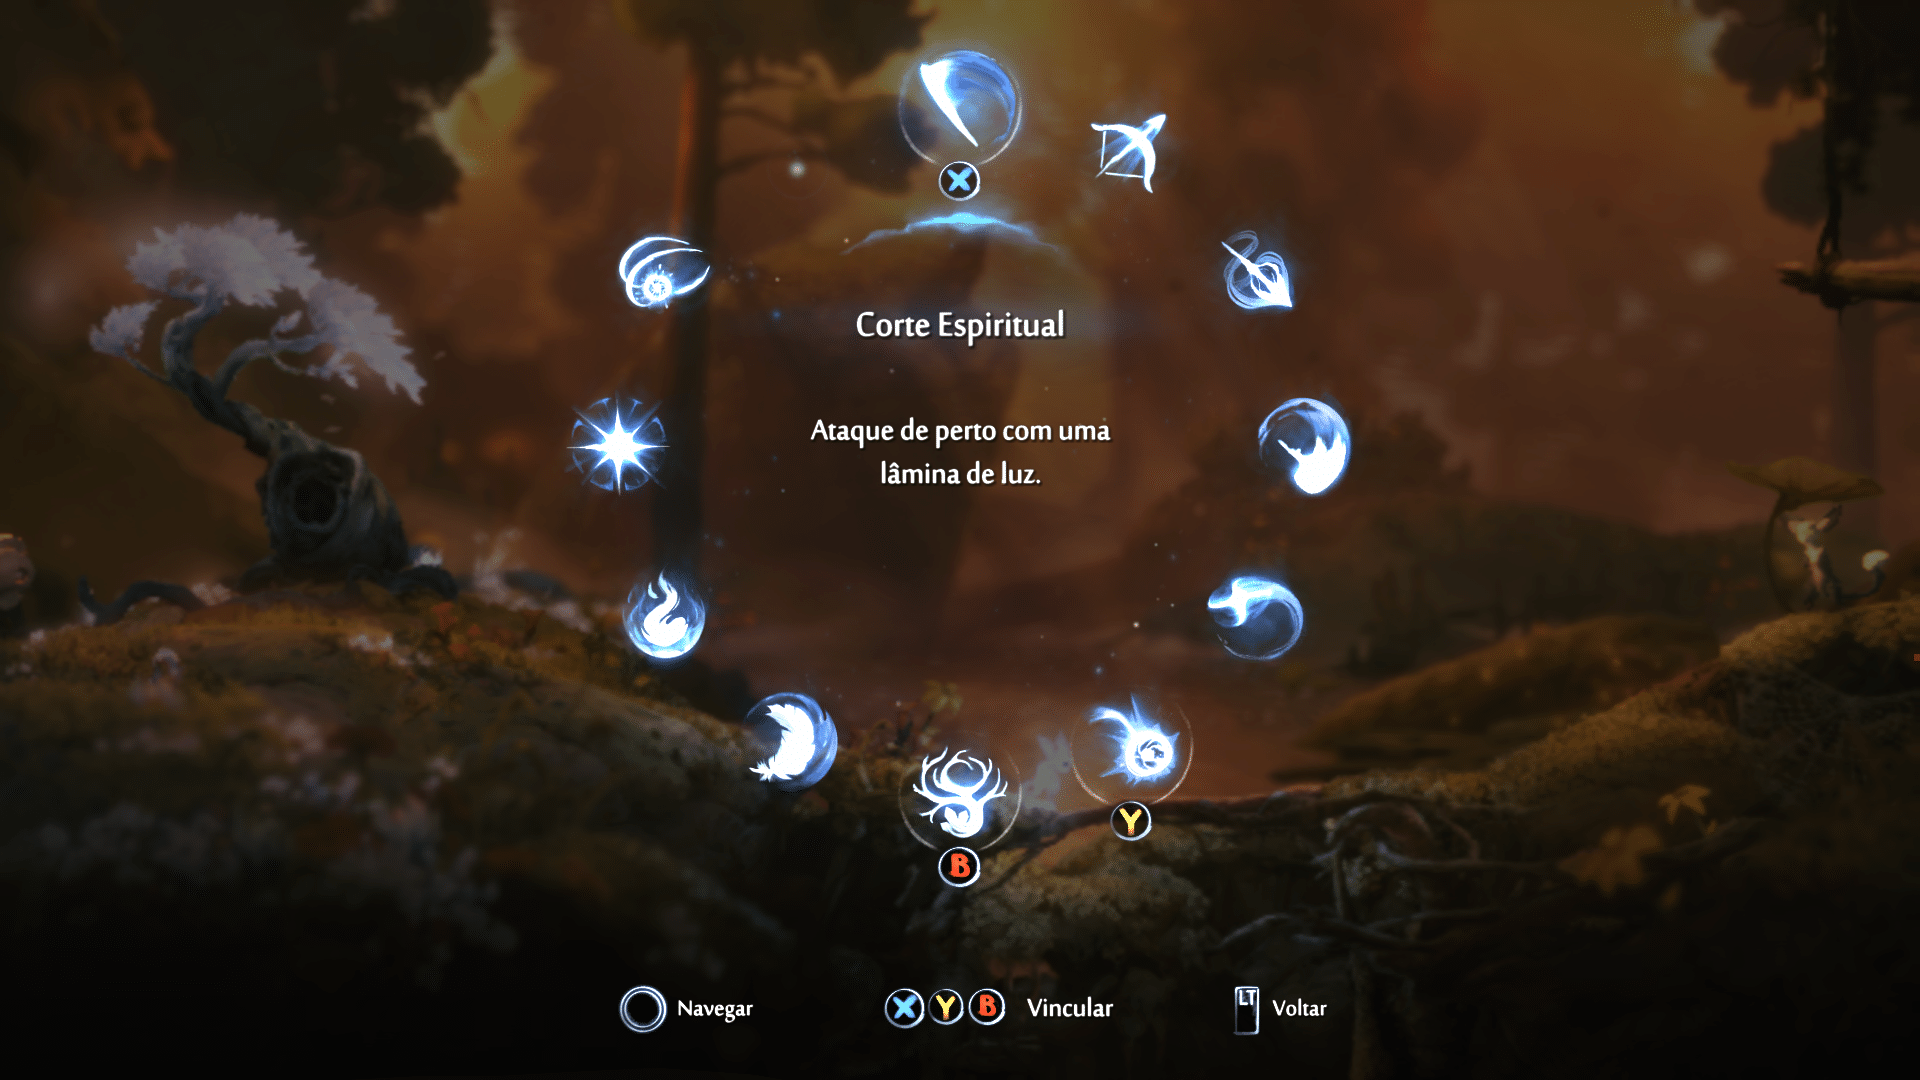 X
Corte Espiritual
Ataque de perto com uma
lâmina de luz.
Y
B
Navegar
X Y B Vincular
LT Voltar